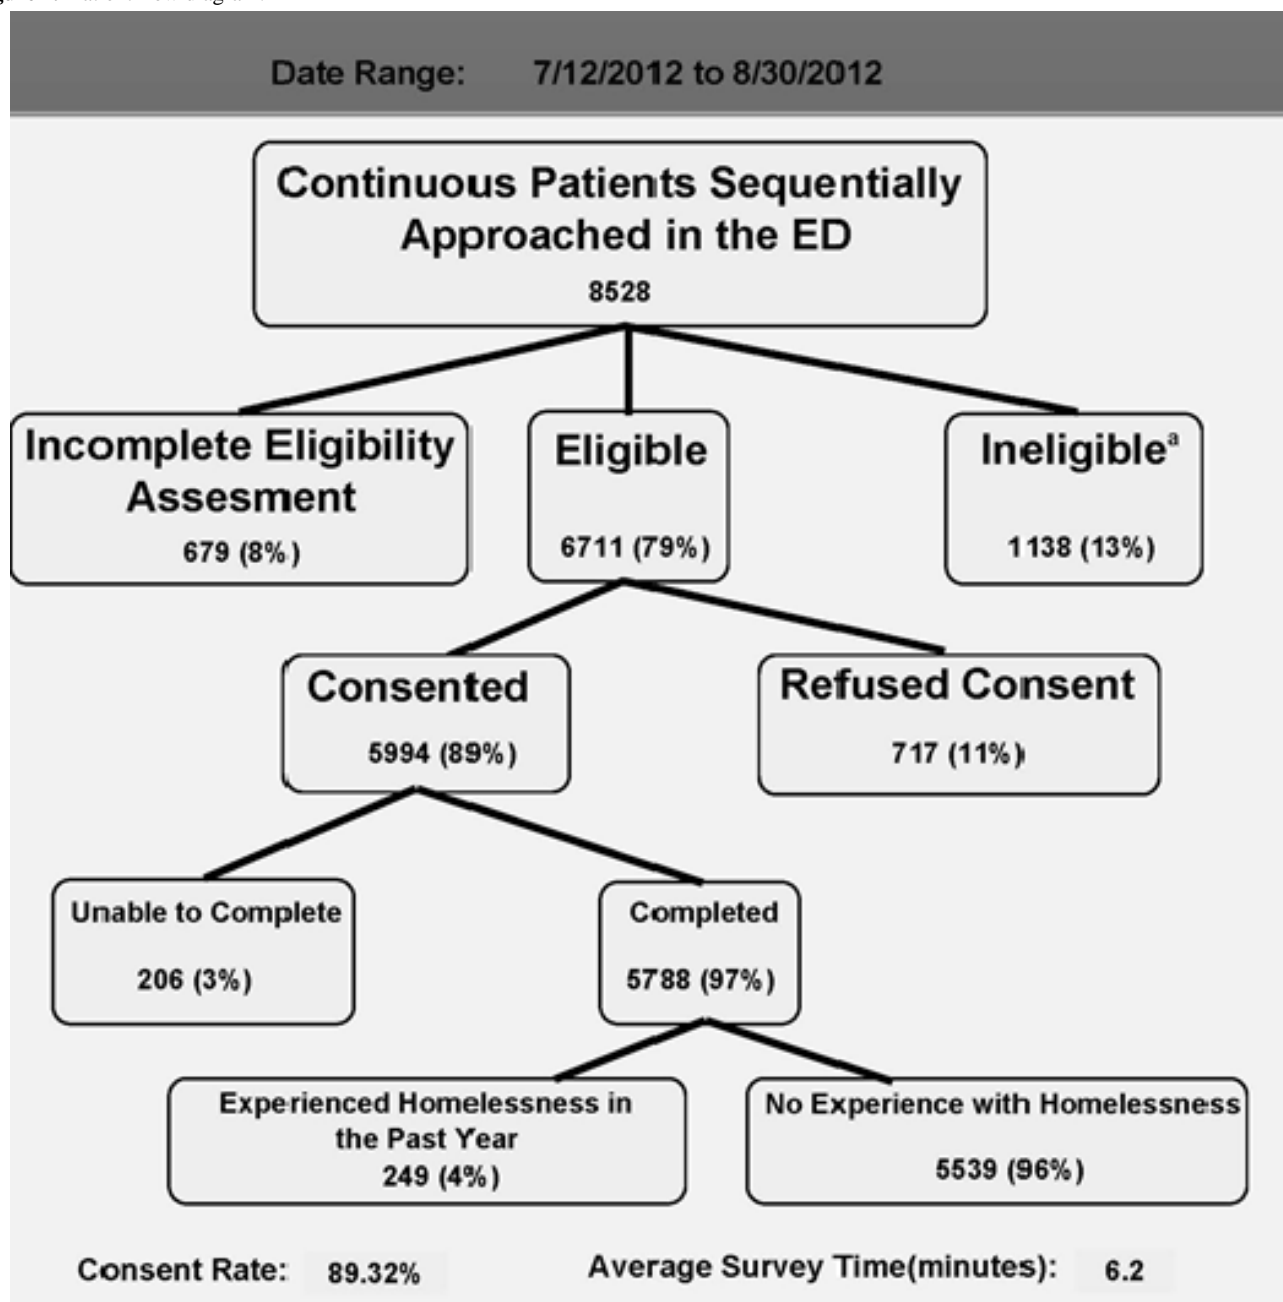 Date Range: 7/12/2012 to 8/30/2012
Continuous Patients Sequentially
Approached in the ED
8528
Incomplete Eligibility
Assesment
679 (8%)
Eligible
6711 (79%)
Ineligibleª
1138 (13%)
Consented
5994 (89%)
Refused Consent
717 (11%)
Unable to Complete
206 (3%)
Completed
5788 (97%)
Experienced Homelessness in
the Past Year
249 (4%)
No Experience with Homelessness
5539 (96%)
Consent Rate: 89.32%
Average Survey Time(minutes): 6.2